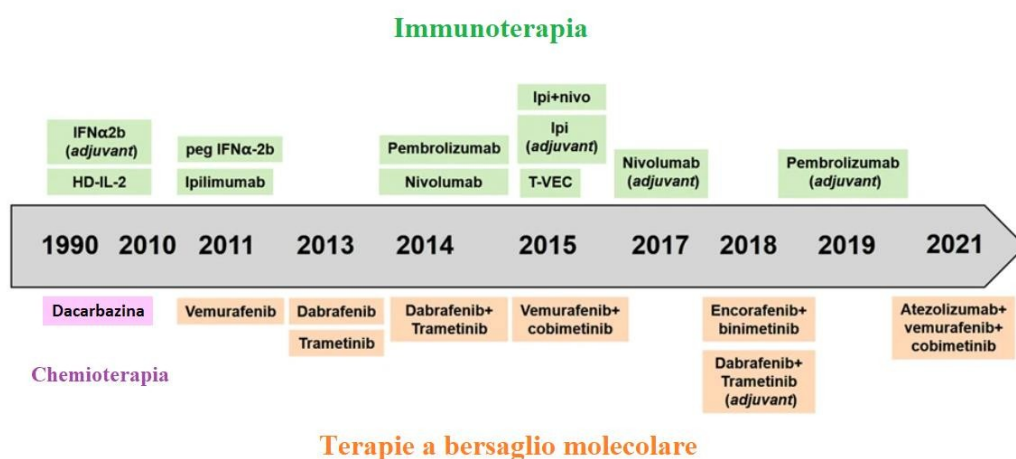 Immunoterapia
Ipi+nivo
IFNα2b
(adjuvant)
Ipi
(adjuvant)
peg IFNα-2b
Pembrolizumab
Nivolumab
(adjuvant)
Pembrolizumab
(adjuvant)
HD-IL-2
Ipilimumab
Nivolumab
T-VEC
1990 2010 2011 2013 2014 2015 2017 2018 2019 2021
Dacarbazina
Vemurafenib
Dabrafenib
Dabrafenib+
Trametinib
Vemurafenib+
cobimetinib
Encorafenib+
binimetinib
Atezolizumab+
vemurafenib+
cobimetinib
Trametinib
Dabrafenib+
Trametinib
(adjuvant)
Chemioterapia
Terapie a bersaglio molecolare